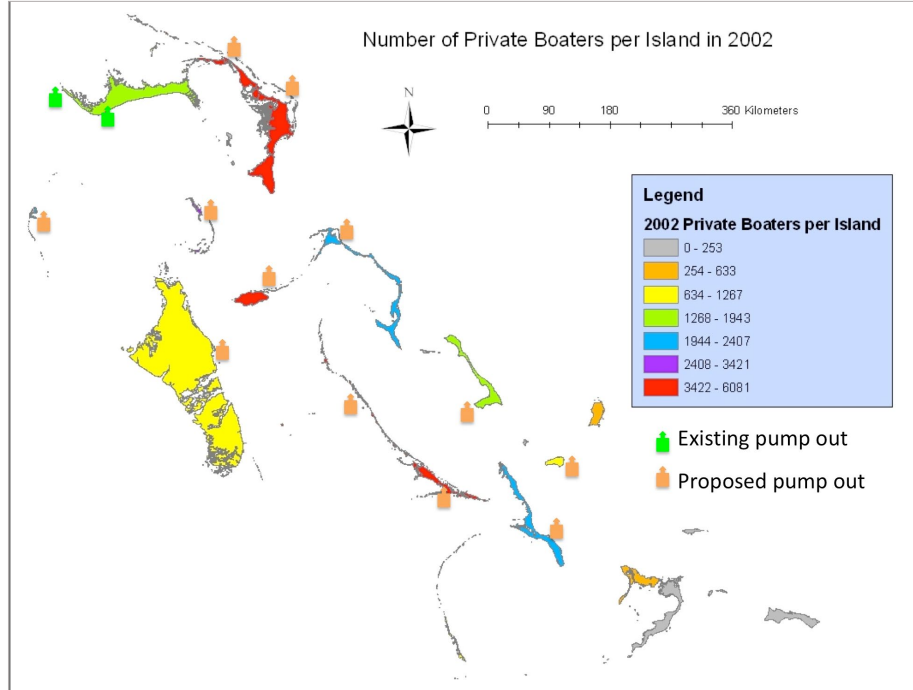 Number of Private Boaters per Island in 2002
N
0 90 180 360 Kilometers
Legend
2002 Private Boaters per Island
0 - 253
254 - 633
634 - 1267
1268 - 1943
1944 - 2407
2408 - 3421
3422 - 6081
Existing pump out
Proposed pump out